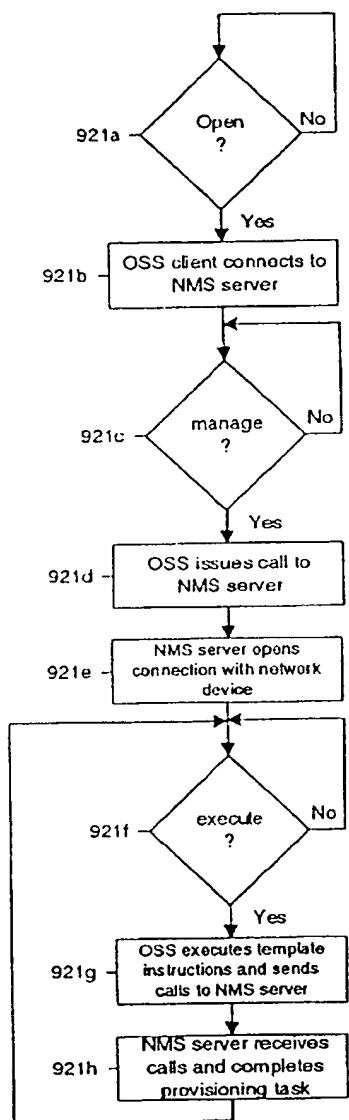 Open
?
No
921a
Yes
921b
OSS client connects to
NMS server
manage
?
No
921c
Yes
921d
OSS issues call to
NMS server
921e
NMS server opens
connection with network
device
execute
?
No
921f
Yes
921g
OSS executes template
instructions and sends
calls to NMS server
921h
NMS server receives
calls and completes
provisioning task